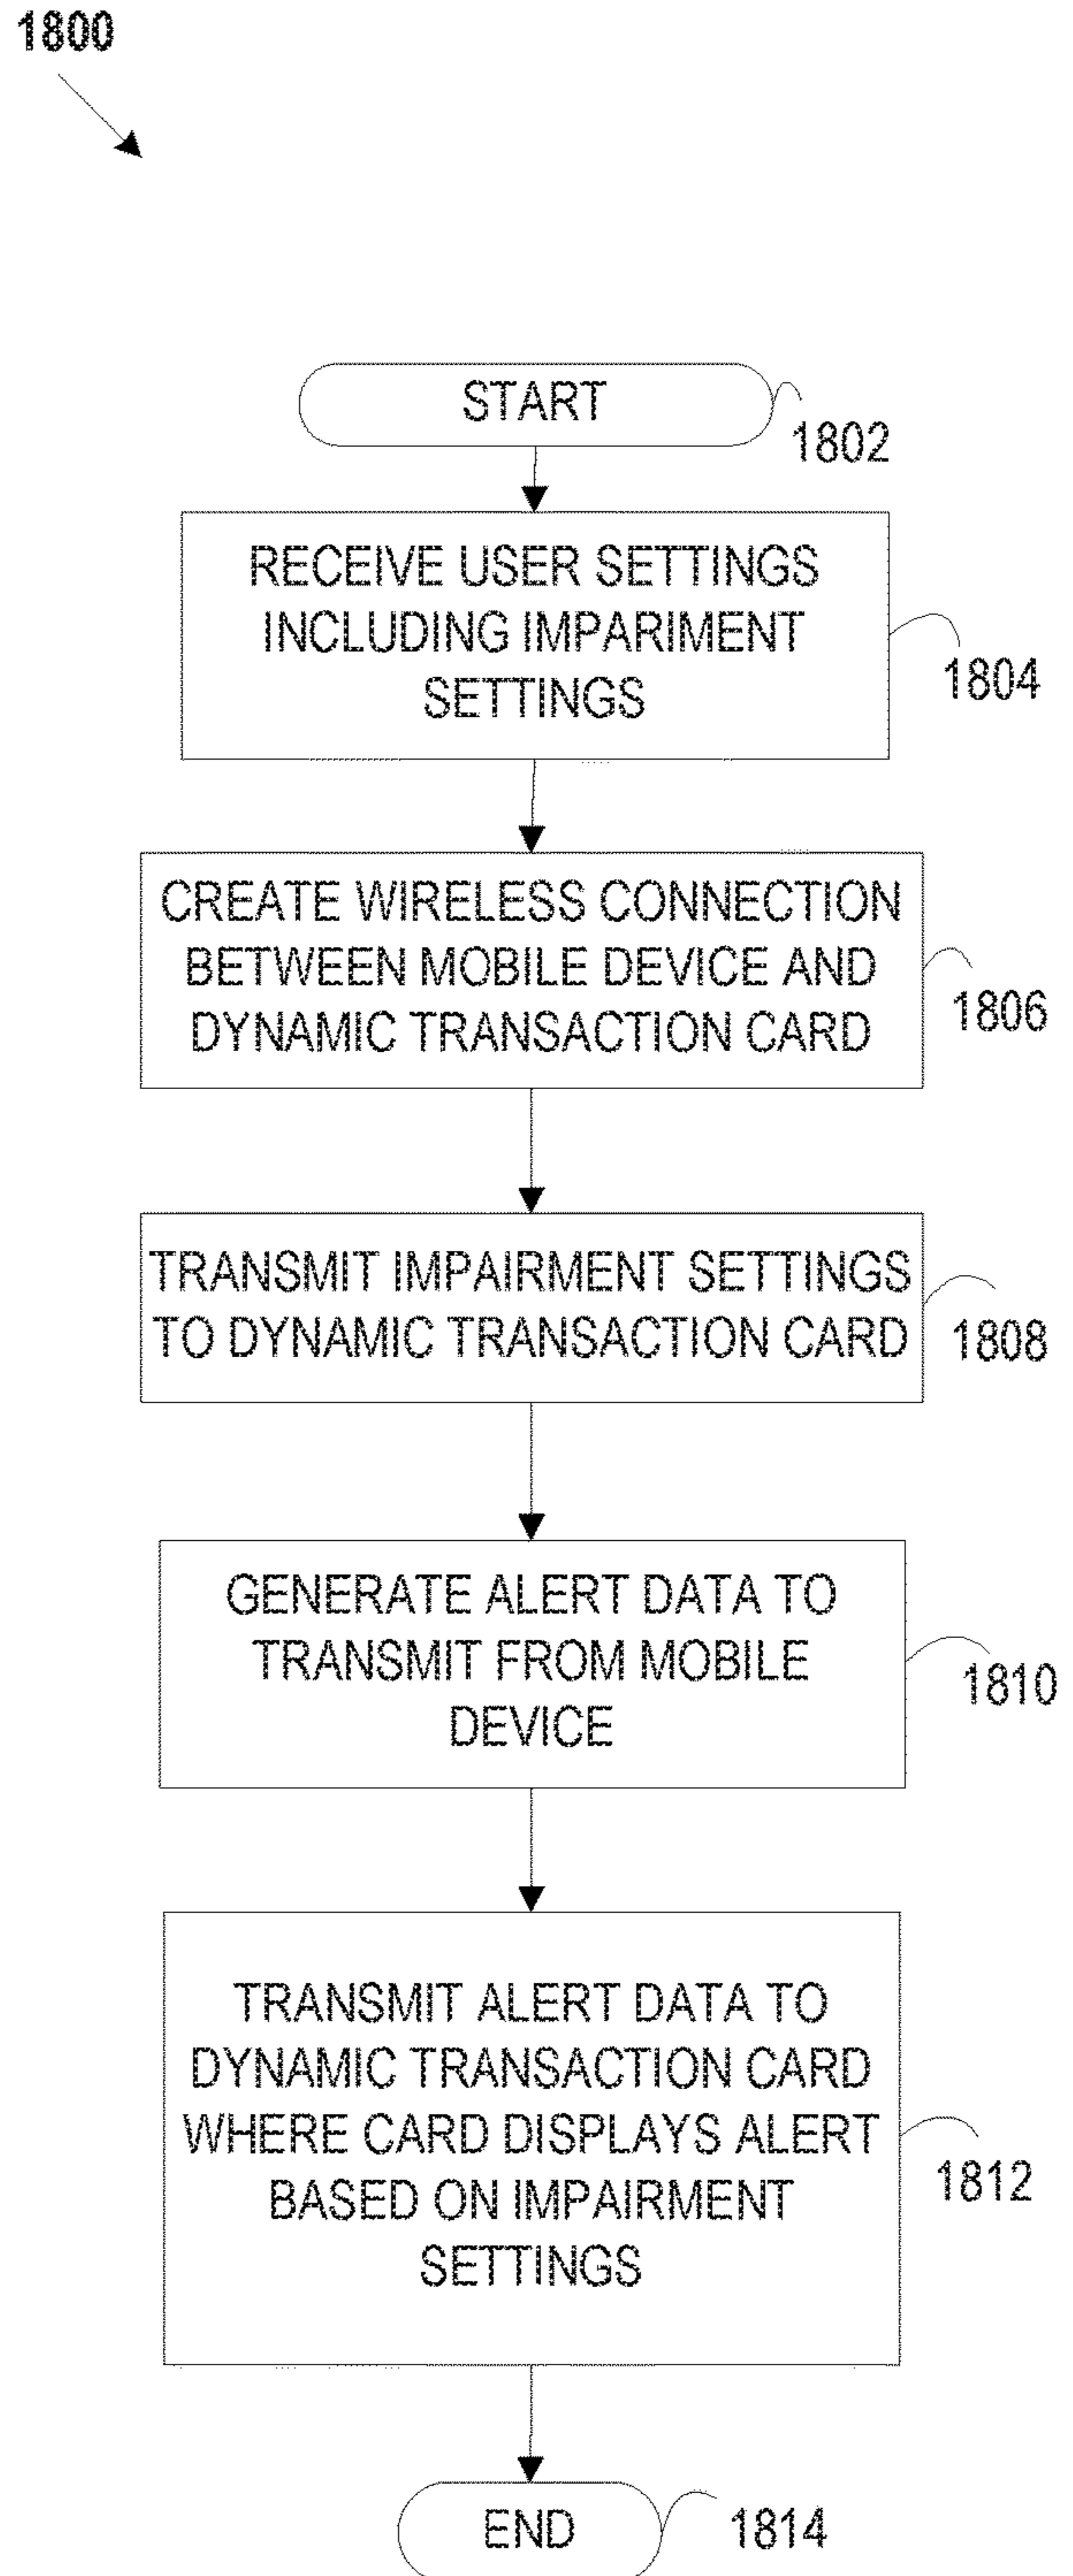 1800
START
1802
RECEIVE USER SETTINGS
INCLUDING IMPARIMENT
SETTINGS
1804
CREATE WIRELESS CONNECTION
BETWEEN MOBILE DEVICE AND
DYNAMIC TRANSACTION CARD
1806
TRANSMIT IMPAIRMENT SETTINGS
TO DYNAMIC TRANSACTION CARD
1808
GENERATE ALERT DATA TO
TRANSMIT FROM MOBILE
DEVICE
1810
TRANSMIT ALERT DATA TO
DYNAMIC TRANSACTION CARD
WHERE CARD DISPLAYS ALERT
BASED ON IMPAIRMENT
SETTINGS
1812
END
1814